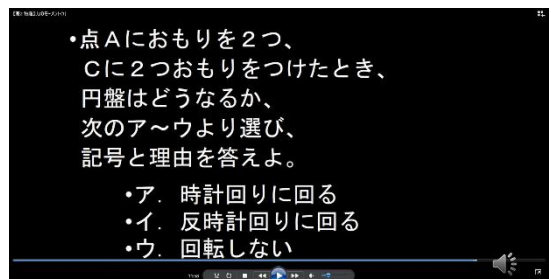 ・点Aにおもりを2つ、
Cに2つおもりをつけたとき、
円盤はどうなるか、
次のア～ウより選び、
記号と理由を答えよ。
・ア．時計回りに回る
・イ．反時計回りに回る
・ウ．回転しない